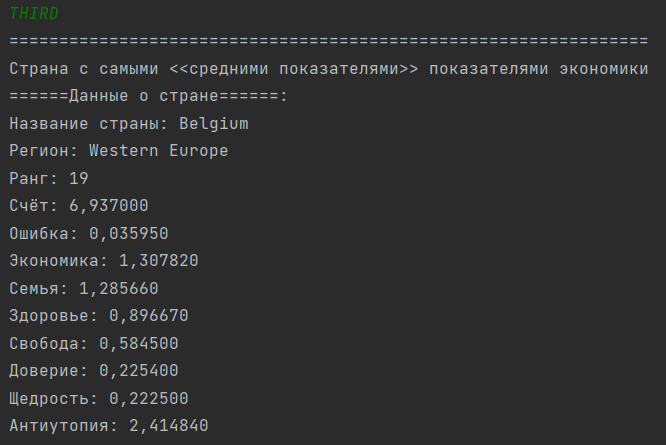 THIRD
================================================================
Страна с самыми <<средними показателями>> показателями экономики
======Данные о стране======:
Название страны: Belgium
Регион: Western Europe
Ранг: 19
Счёт: 6,937000
Ошибка: 0,035950
Экономика: 1,307820
Семья: 1,285660
Здоровье: 0,896670
Свобода: 0,584500
Доверие: 0,225400
Щедрость: 0,222500
Антиутопия: 2,414840